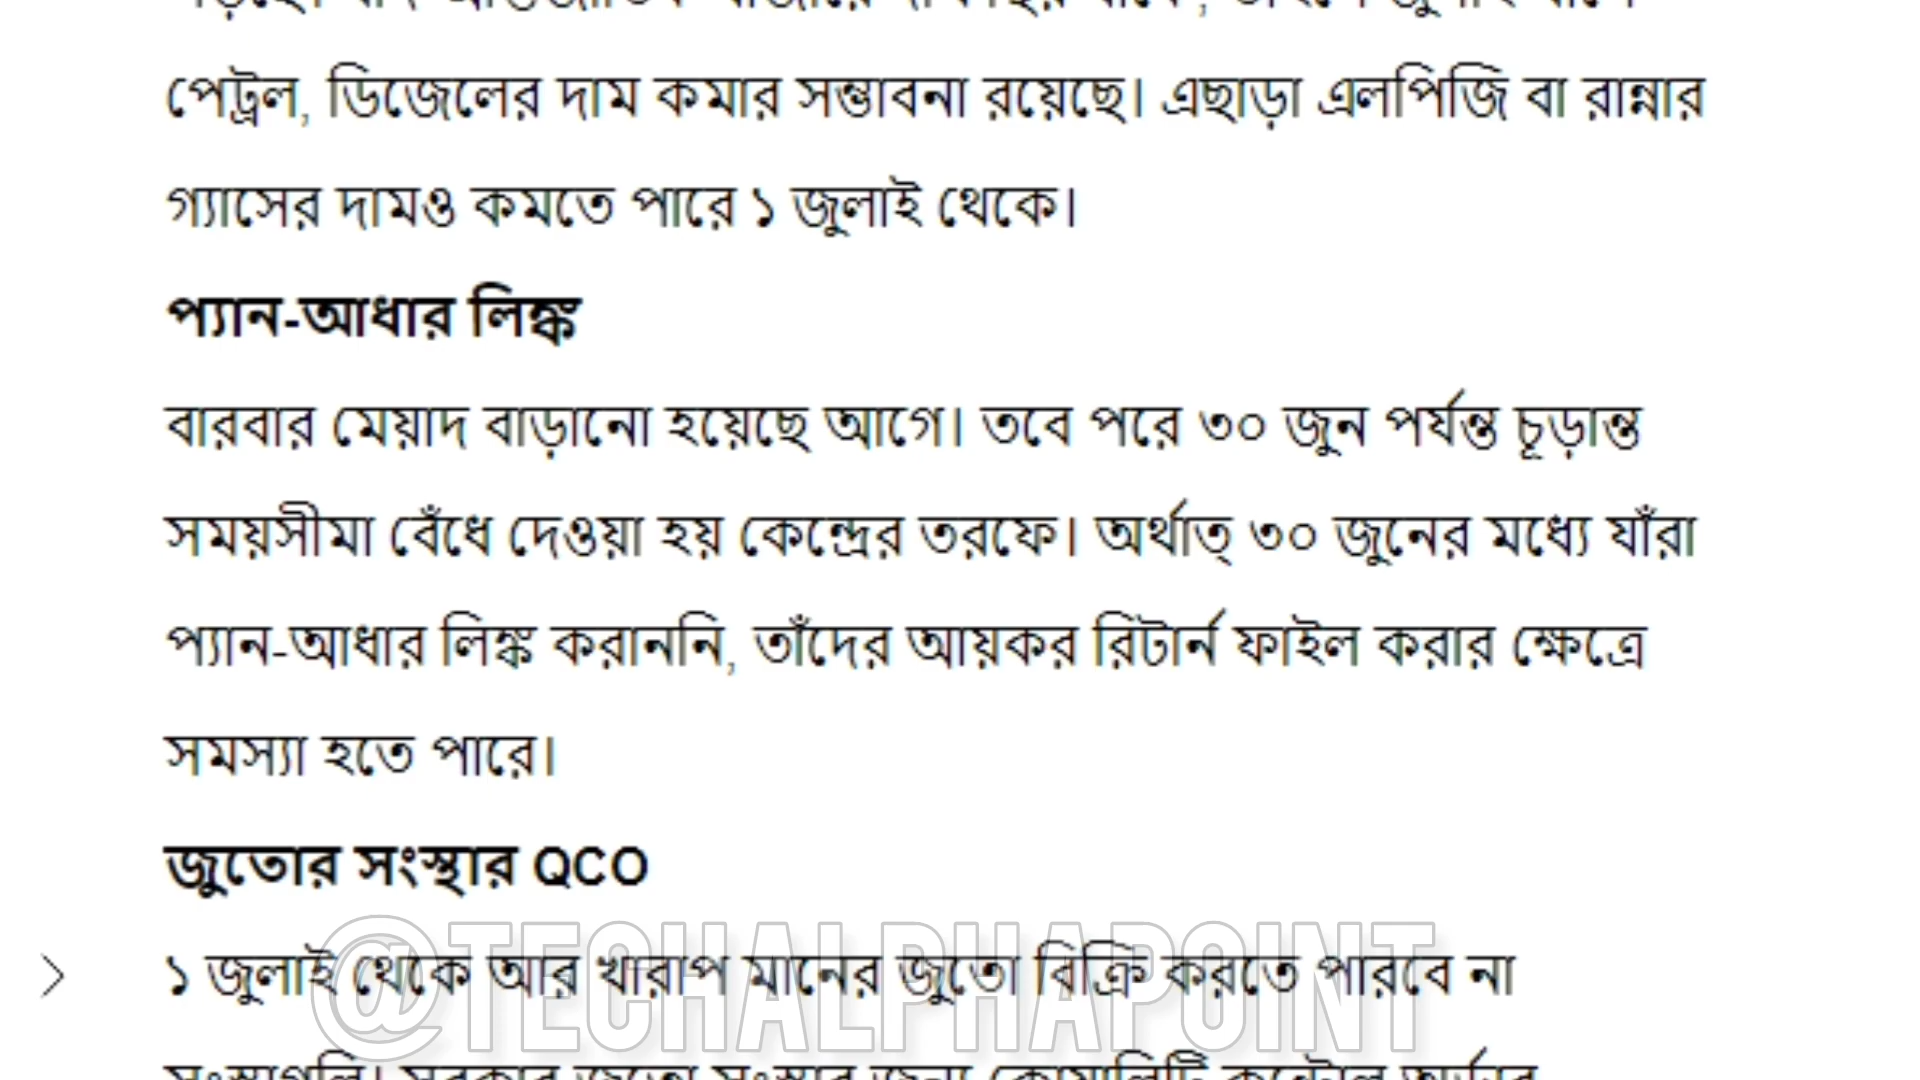 পেট্রল, ডিজেলের দাম কমার সম্ভাবনা রয়েছে। এছাড়া এলপিজি বা রান্নার
গ্যাসের দামও কমতে পারে ১ জুলাই থেকে।
প্যান-আধার লিঙ্ক
বারবার মেয়াদ বাড়ানো হয়েছে আগে। তবে পরে ৩০ জুন পর্যন্ত চূড়ান্ত
সময়সীমা বেঁধে দেওয়া হয় কেন্দ্রের তরফে। অর্থাত্‍ ৩০ জুনের মধ্যে যাঁরা
প্যান-আধার লিঙ্ক করাননি, তাঁদের আয়কর রিটার্ন ফাইল করার ক্ষেত্রে
সমস্যা হতে পারে।
জুতোর সংস্থার QCO
১ জুলাই থেকে আর খারাপ মানের জুতো বিক্রি করতে পারবে না
@TECHALPHAPOINT